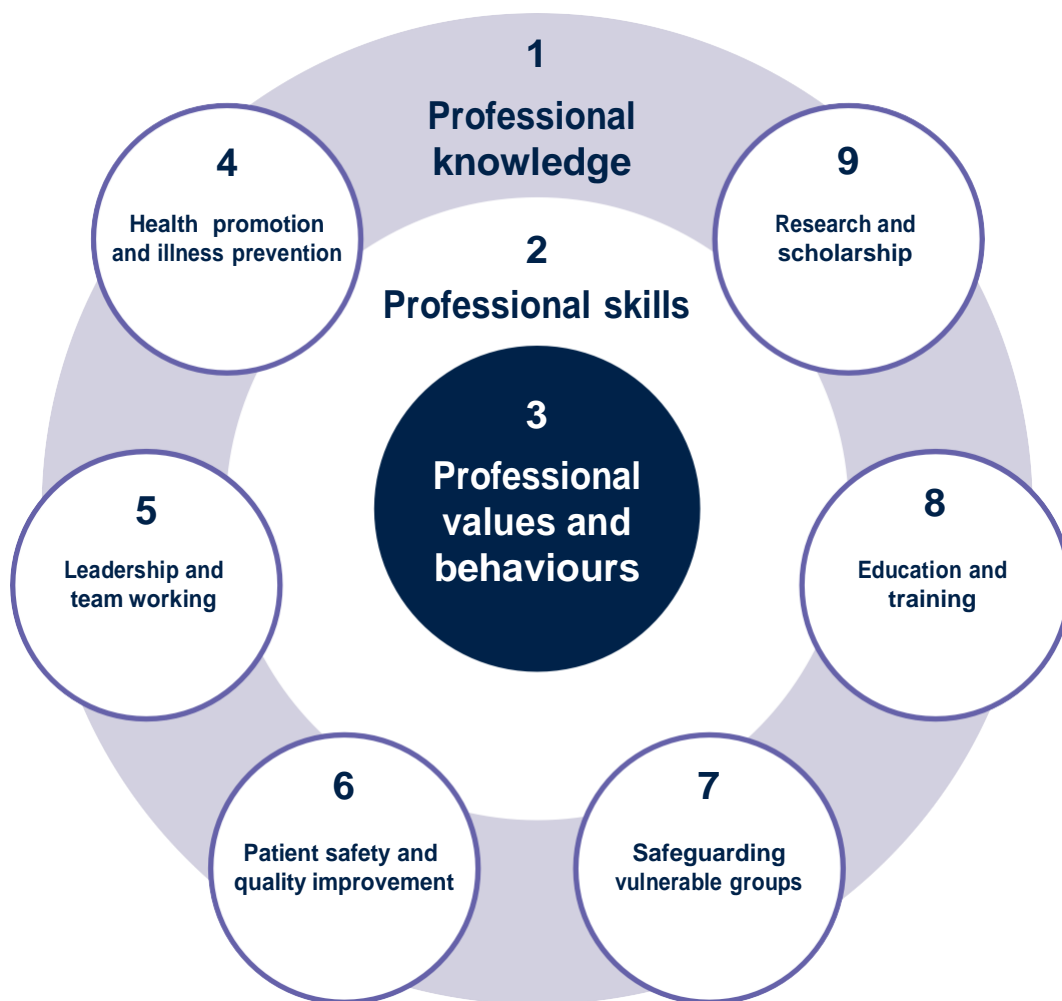 1
Professional
knowledge
2
Professional skills
3
Professional
values and
behaviours
4
Health promotion
and illness prevention
5
Leadership and
team working
6
Patient safety and
quality improvement
7
Safeguarding
vulnerable groups
8
Education and
training
9
Research and
scholarship